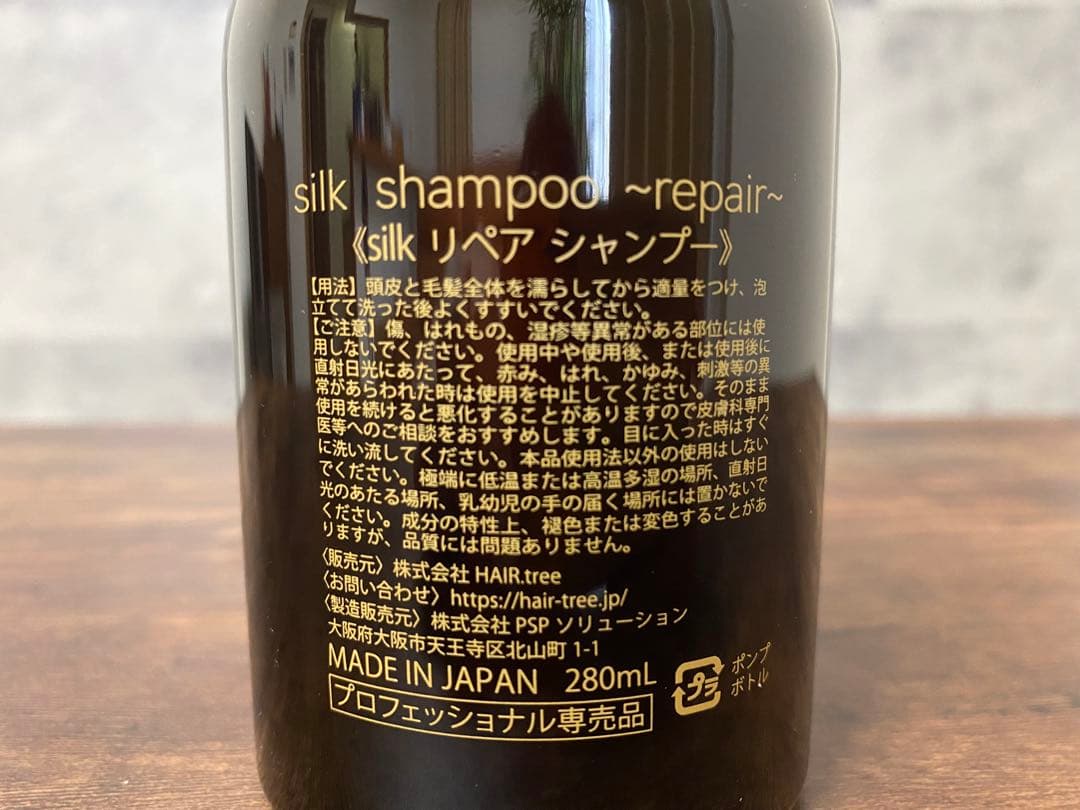 silk shampoo ~repair~
《silk リペア シャンプー》
【用法】頭皮と毛髪全体を濡らしてから適量をつけ、泡
立てて洗った後よくすすいでください。
【ご注意】傷、はれもの、湿疹等異常がある部位には使
用しないでください。使用中や使用後、または使用後に
直射日光にあたって、赤み、はれ、かゆみ、刺激等の異
常があらわれた時は使用を中止してください。そのまま
使用を続けると悪化することがありますので皮膚科専門
医等へのご相談をおすすめします。目に入った時はすぐ
に洗い流してください。本品使用法以外の使用はしない
でください。極端に低温または高温多湿の場所、直射日
光のあたる場所、乳幼児の手の届く場所には置かないで
ください。成分の特性上、褪色または変色することがあ
りますが、品質には問題ありません。
〈販売元〉株式会社 HAIR.tree
〈お問い合わせ〉https://hair-tree.jp/
〈製造販売元〉株式会社 PSP ソリューション
大阪府大阪市天王寺区北山町 1-1
MADE IN JAPAN 280mL
プラ
ポンプ
ボトル
プロフェッショナル専売品